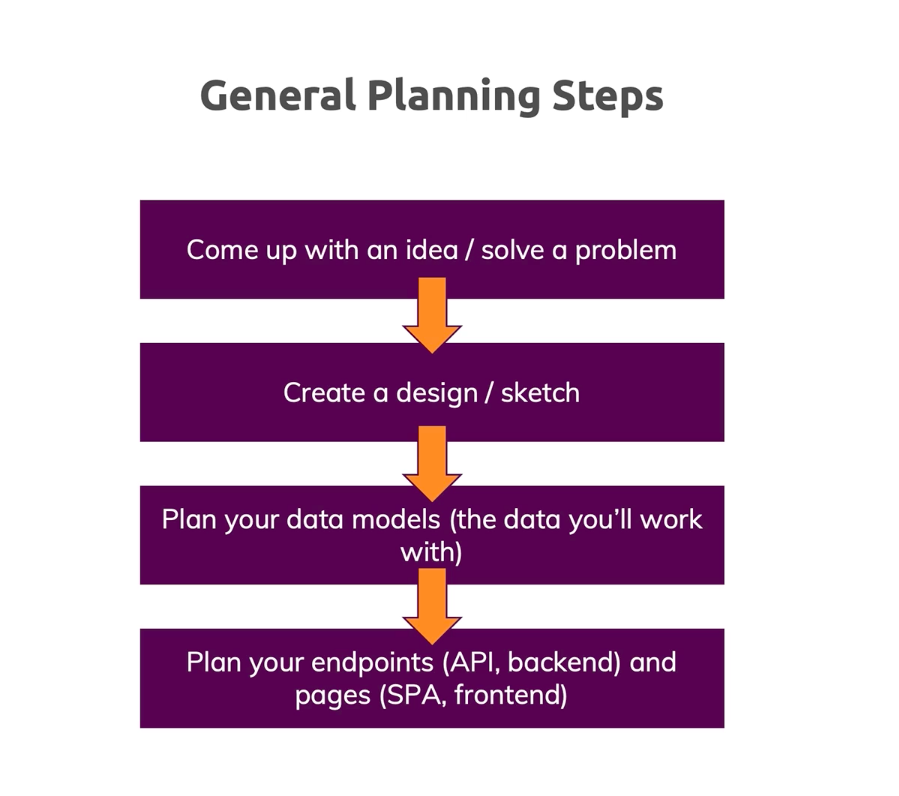 General Planning Steps
Come up with an idea / solve a problem
Create a design / sketch
Plan your data models (the data you’ll work
with)
Plan your endpoints (API, backend) and
pages (SPA, frontend)